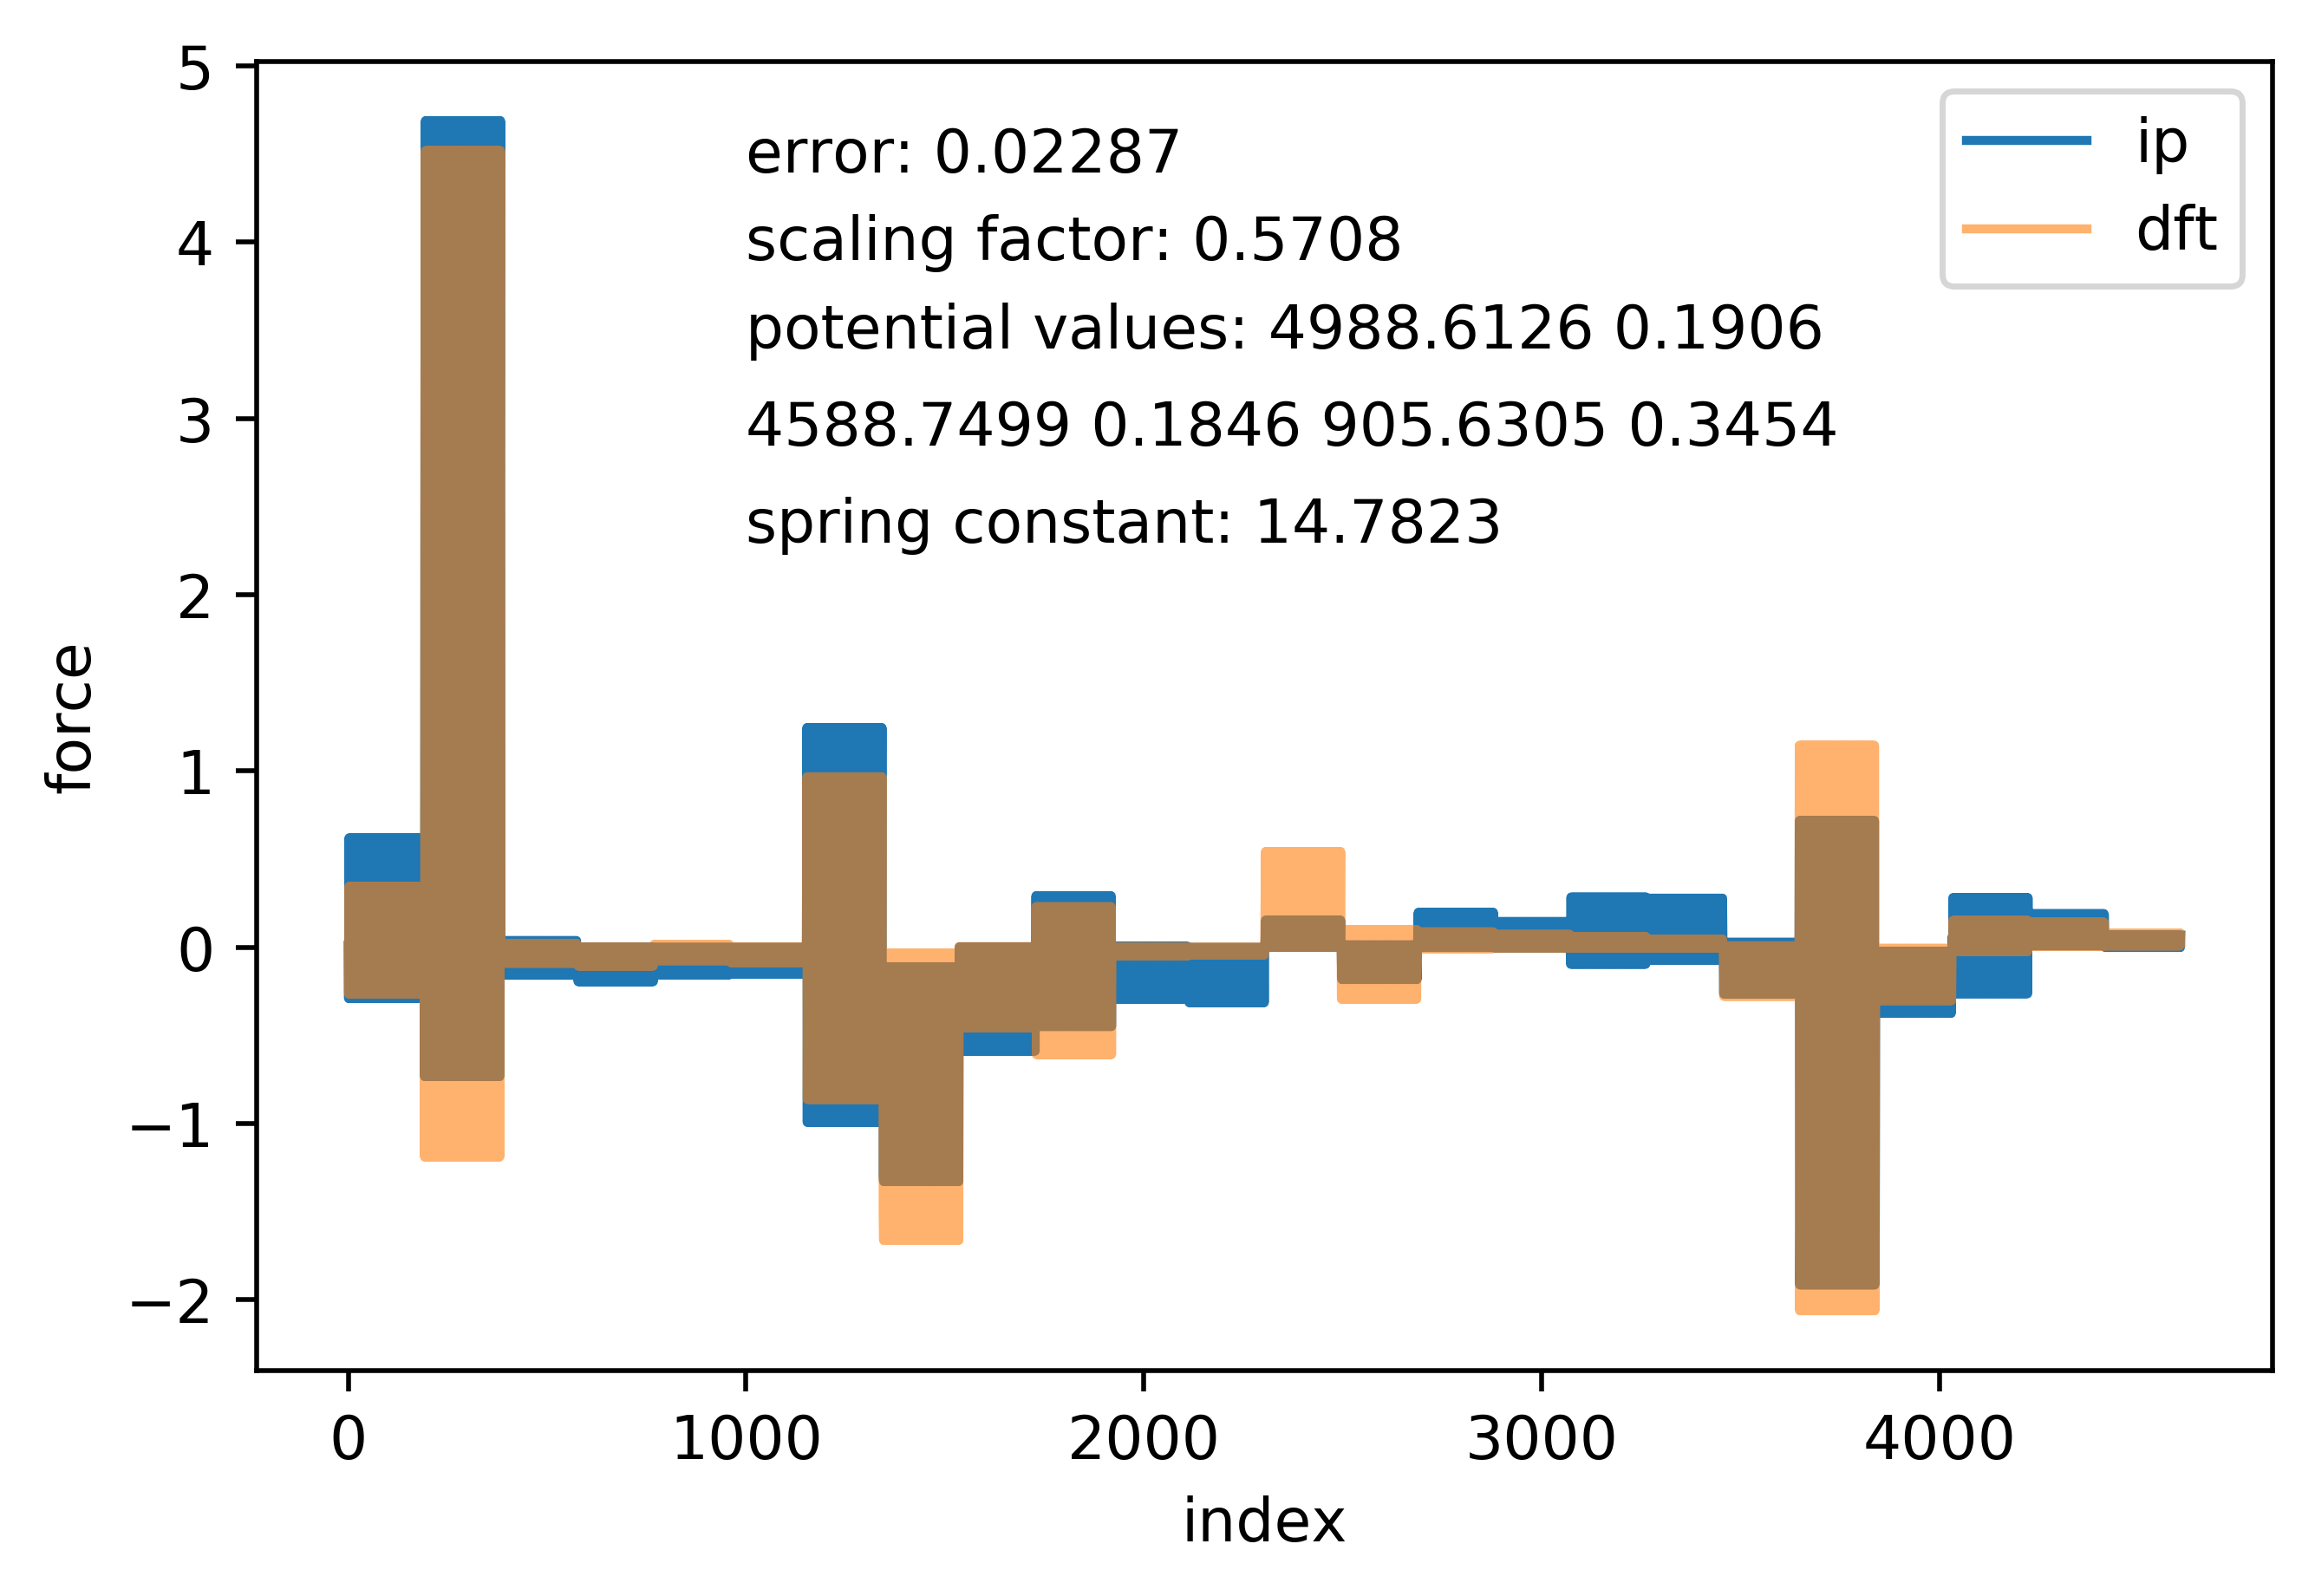 5
4
3
2
1
0
−1
−2
force
error: 0.02287
scaling factor: 0.5708
potential values: 4988.6126 0.1906
4588.7499 0.1846 905.6305 0.3454
spring constant: 14.7823
ip
dft
0 1000 2000 3000 4000
index